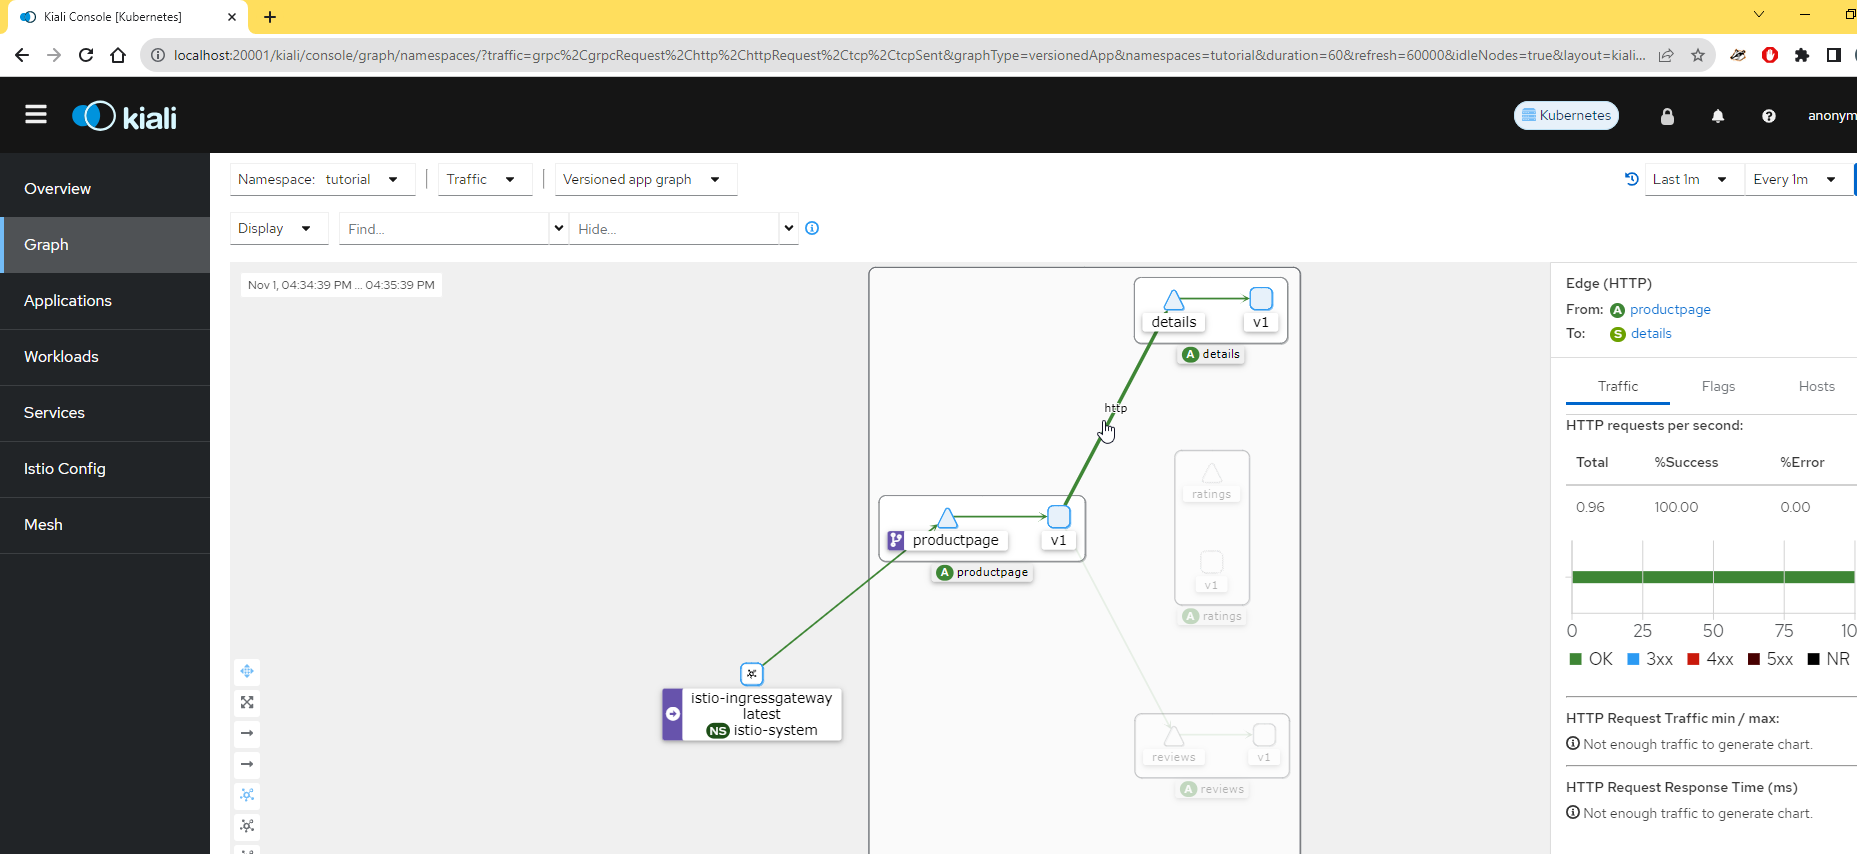 Kiali Console [Kubernetes]
localhost:20001/kiali/console/graph/namespaces/?traffic=grpc%2CgrpcRequest%2Chttp%2ChttpRequest%2Ctcp%2CtcpSent&graphType=versionedApp&namespaces=tutorial&duration=60&refresh=60000&idleNodes=true&layout=kiali...
kiali
Kubernetes
anonym
Overview
Graph
Applications
Workloads
Services
Istio Config
Mesh
Namespace: tutorial
Traffic
Versioned app graph
Last 1m
Every 1m
Display
Find...
Hide...
Nov 1, 04:34:39 PM ... 04:35:39 PM
details
v1
A details
http
ratings
v1
A ratings
productpage
v1
A productpage
istio-ingressgateway
latest
NS istio-system
reviews
v1
A reviews
Edge (HTTP)
From: A productpage
To: S details
Traffic
Flags
Hosts
HTTP requests per second:
Total %Success %Error
0.96 100.00 0.00
0 25 50 75 10
OK 3xx 4xx 5xx NR
HTTP Request Traffic min / max:
Not enough traffic to generate chart.
HTTP Request Response Time (ms)
Not enough traffic to generate chart.